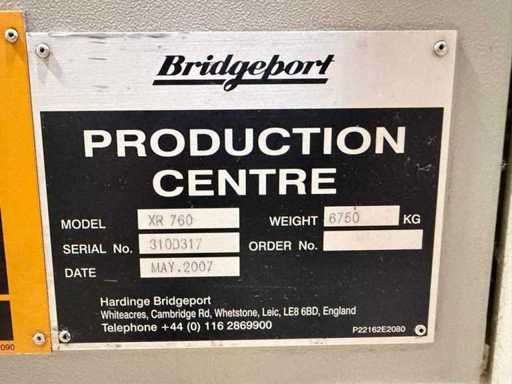 Bridgeport
PRODUCTION
CENTRE
MODEL XR 760 WEIGHT 6750 KG
SERIAL No. 310D317 ORDER No.
DATE MAY.2007
Hardinge Bridgeport
Whiteacres, Cambridge Rd, Whetstone, Leic, LE8 6BD, England
Telephone +44 (0) 116 2869900 P22162E2080
090